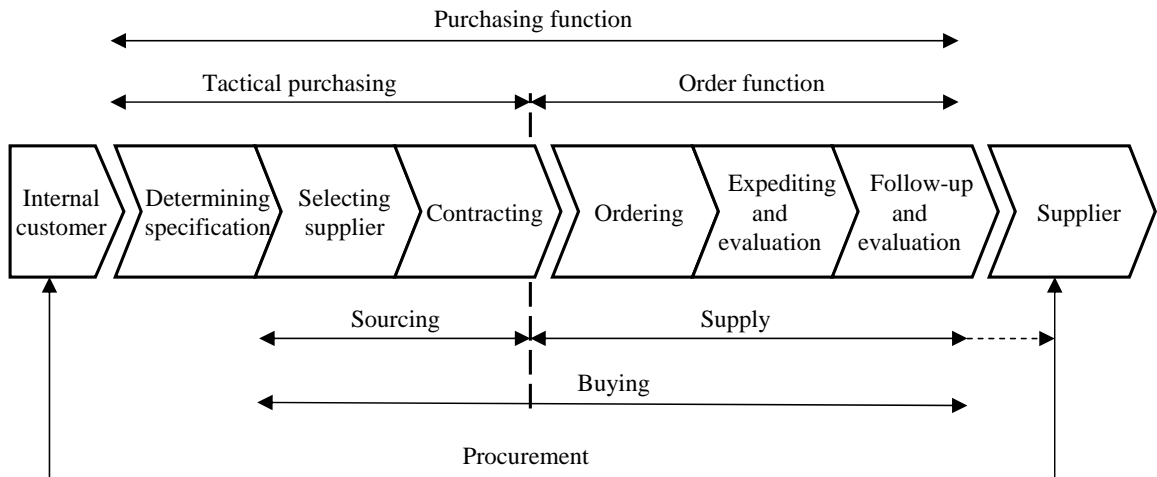 Purchasing function
Tactical purchasing
Order function
Internal
customer
Determining
specification
Selecting
supplier
Contracting
Ordering
Expediting
and
evaluation
Follow-up
and
evaluation
Supplier
Sourcing
Supply
Buying
Procurement